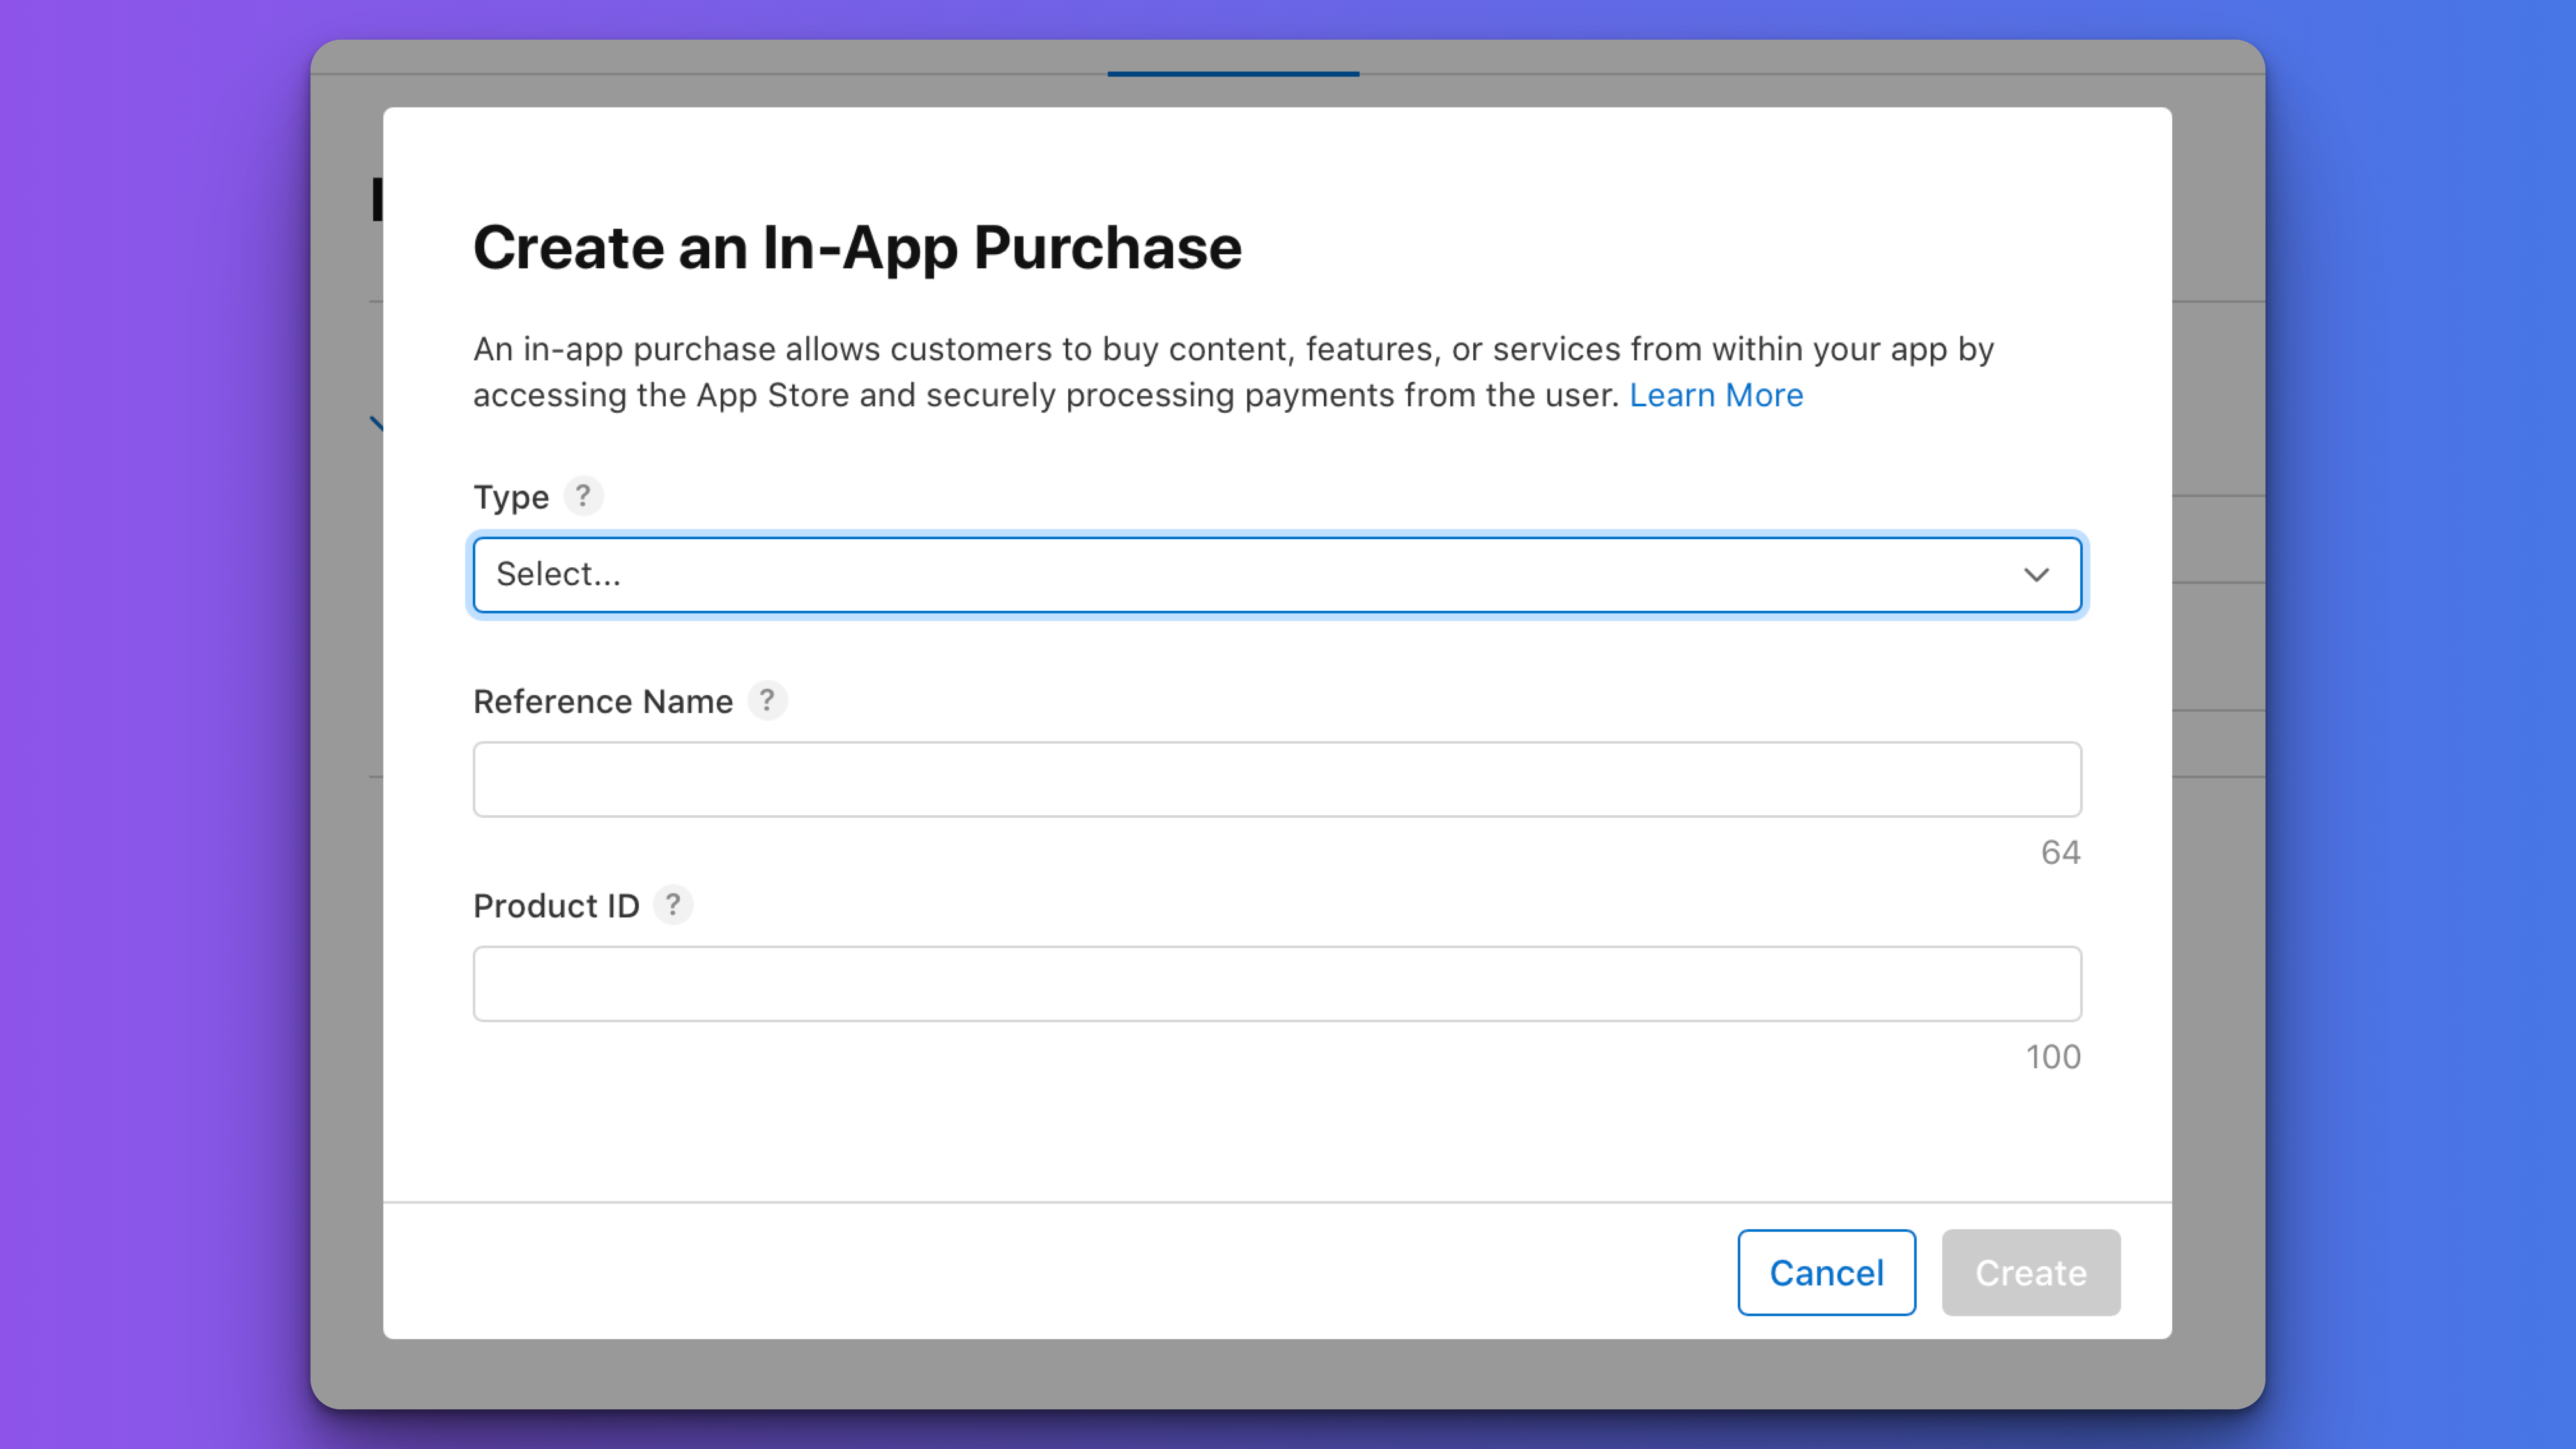 Create an In-App Purchase
An in-app purchase allows customers to buy content, features, or services from within your app by
accessing the App Store and securely processing payments from the user. Learn More
Type ?
Select...
Reference Name ?
64
Product ID ?
100
Cancel Create